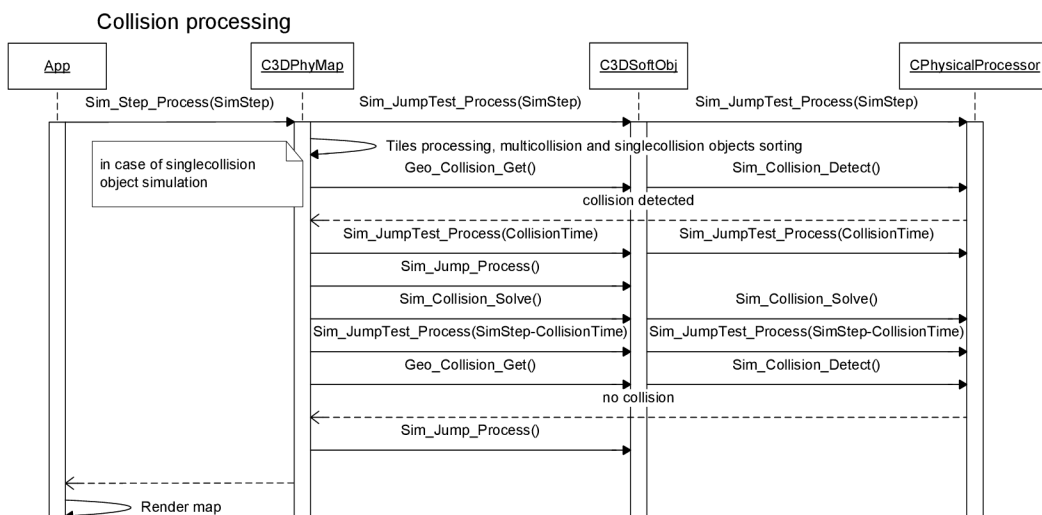 Collision processing
App
C3DPhyMap
C3DSoftObj
CPhysicalProcessor
Sim_Step_Process(SimStep)
Sim_JumpTest_Process(SimStep)
Sim_JumpTest_Process(SimStep)
in case of singlecollision
object simulation
Tiles processing, multicollision and singlecollision objects sorting
Geo_Collision_Get()
Sim_Collision_Detect()
collision detected
Sim_JumpTest_Process(CollisionTime)
Sim_JumpTest_Process(CollisionTime)
Sim_Jump_Process()
Sim_Collision_Solve()
Sim_Collision_Solve()
Sim_JumpTest_Process(SimStep-CollisionTime)
Sim_JumpTest_Process(SimStep-CollisionTime)
Geo_Collision_Get()
Sim_Collision_Detect()
no collision
Sim_Jump_Process()
Render map